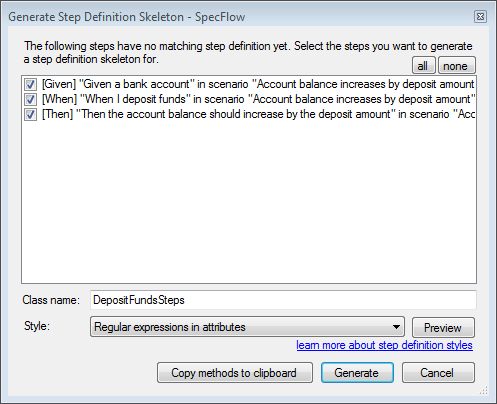 Generate Step Definition Skeleton - SpecFlow
The following steps have no matching step definition yet. Select the steps you want to generate
a step definition skeleton for.
all none
[Given] "Given a bank account" in scenario "Account balance increases by deposit amount
[When] "When I deposit funds" in scenario "Account balance increases by deposit amount"
[Then] "Then the account balance should increase by the deposit amount" in scenario "Acc
Class name: DepositFundsSteps
Style: Regular expressions in attributes Preview
learn more about step definition styles
Copy methods to clipboard Generate Cancel